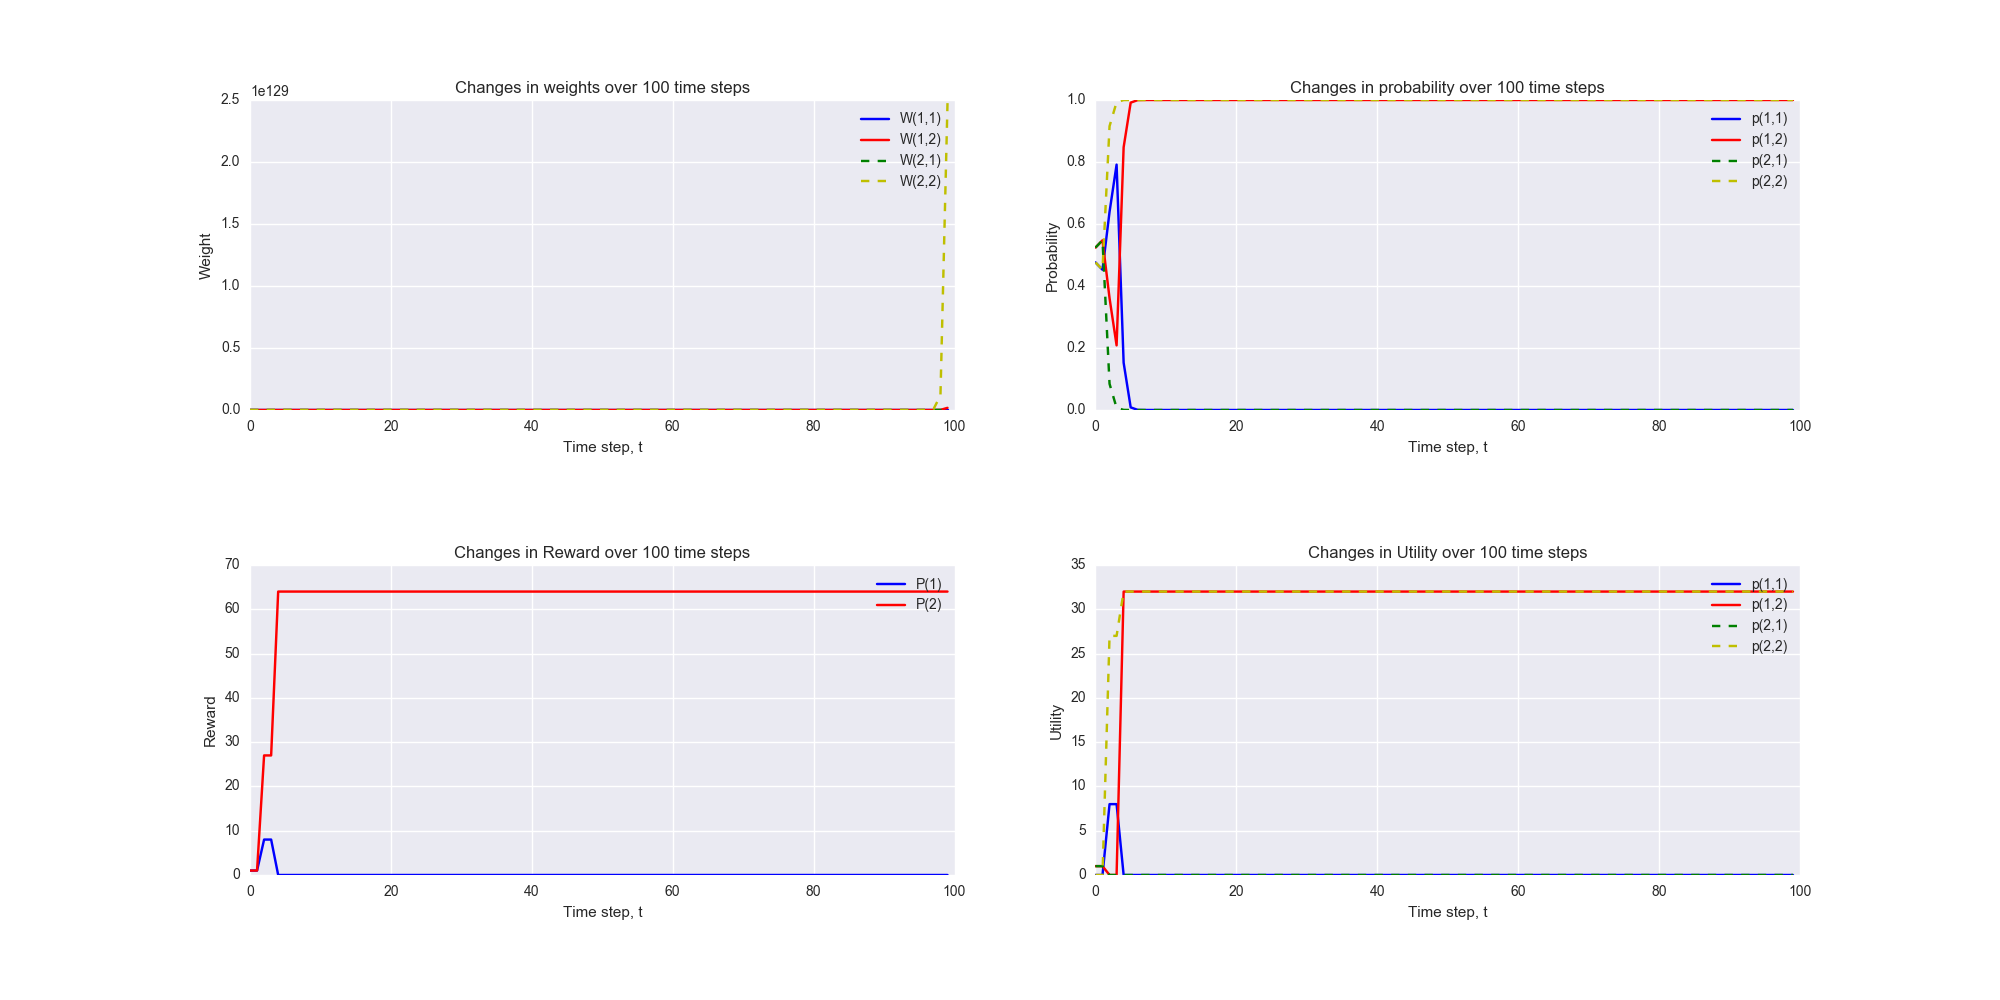 Changes in weights over 100 time steps
1e129
2.5
2.0
1.5
1.0
0.5
0.0
Weight
W(1,1)
W(1,2)
W(2,1)
W(2,2)
0 20 40 60 80 100
Time step, t
Changes in probability over 100 time steps
1.0
0.8
0.6
0.4
0.2
0.0
Probability
p(1,1)
p(1,2)
p(2,1)
p(2,2)
0 20 40 60 80 100
Time step, t
Changes in Reward over 100 time steps
70
60
50
40
30
20
10
0
Reward
P(1)
P(2)
0 20 40 60 80 100
Time step, t
Changes in Utility over 100 time steps
35
30
25
20
15
10
5
0
Utility
p(1,1)
p(1,2)
p(2,1)
p(2,2)
0 20 40 60 80 100
Time step, t